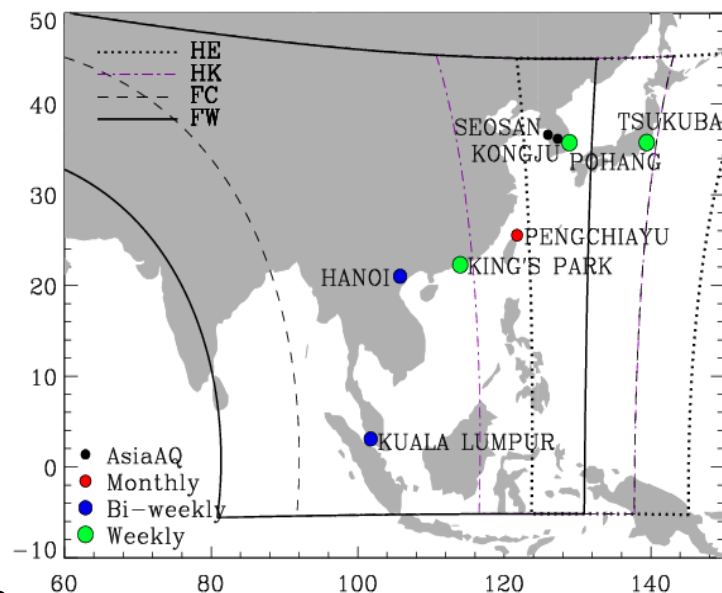 50
HE
HK
FC
FW
40
SEOSAN
TSUKUBA
KONGJU
POHANG
30
PENGCHIAYU
KING'S PARK
HANOI
20
10
KUALA LUMPUR
AsiaAQ
0
Monthly
Bi-weekly
Weekly
-10
60
80
100
120
140